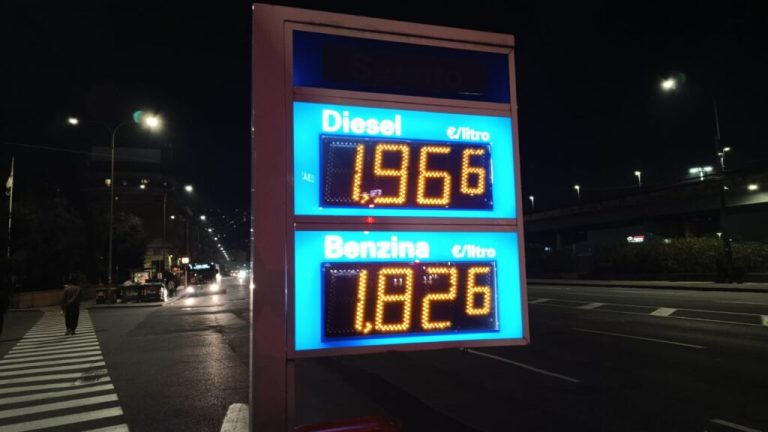 Diesel €/litro
1,966
Benzina €/litro
1,826